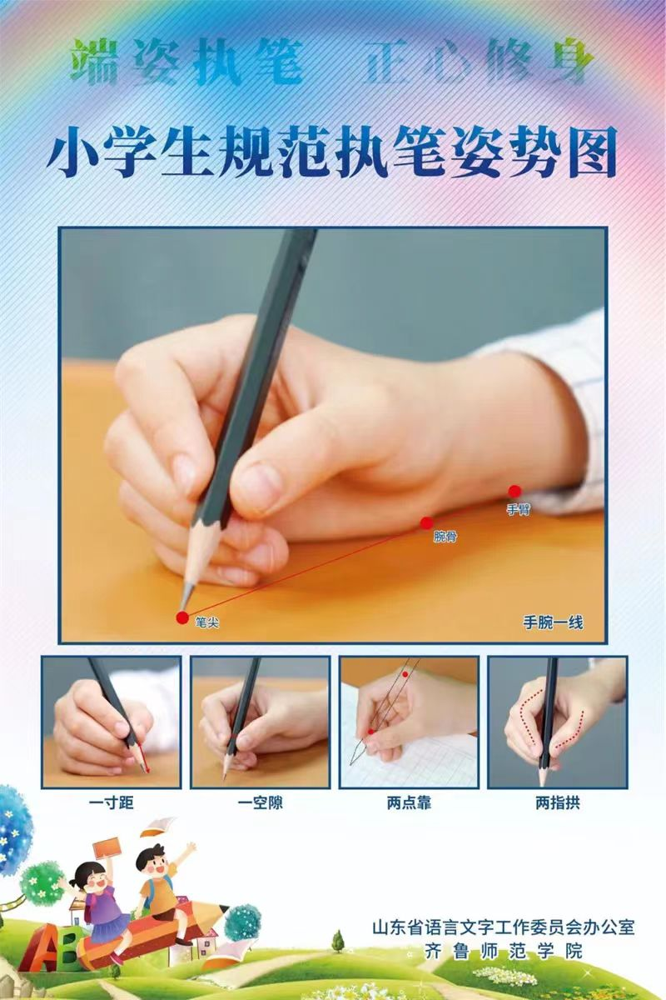 端姿执笔 正心修身
小学生规范执笔姿势图
手臂
腕骨
笔尖
手腕一线
一寸距
一空隙
两点靠
两指拱
AB
山东省语言文字工作委员会办公室
齐鲁师范学院